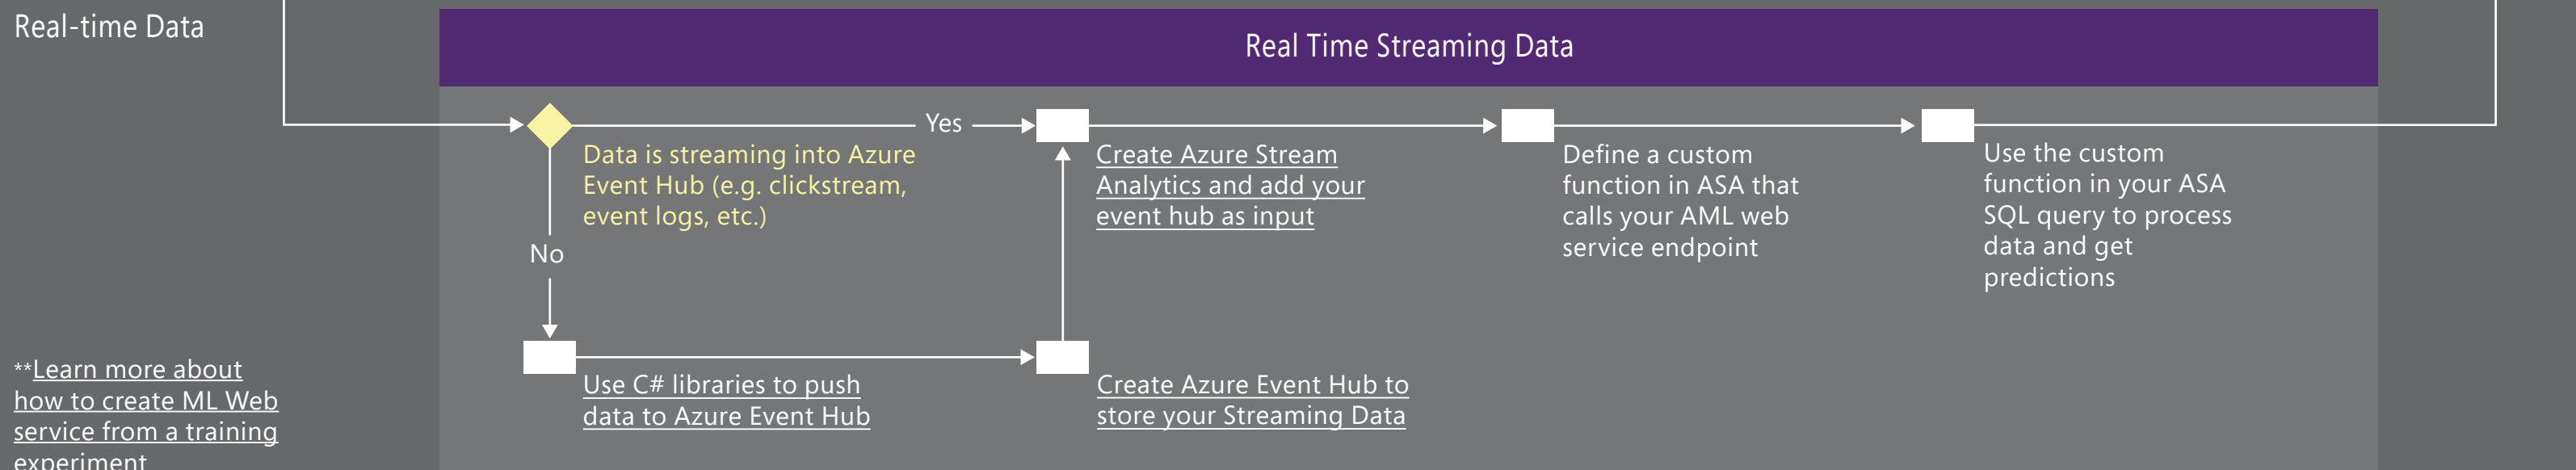 Real-time Data
Real Time Streaming Data
Yes
Data is streaming into Azure
Event Hub (e.g. clickstream,
event logs, etc.)
Create Azure Stream
Analytics and add your
event hub as input
Define a custom
function in ASA that
calls your AML web
service endpoint
Use the custom
function in your ASA
SQL query to process
data and get
predictions
No
Use C# libraries to push
data to Azure Event Hub
Create Azure Event Hub to
store your Streaming Data
**Learn more about
how to create ML Web
service from a training
experiment